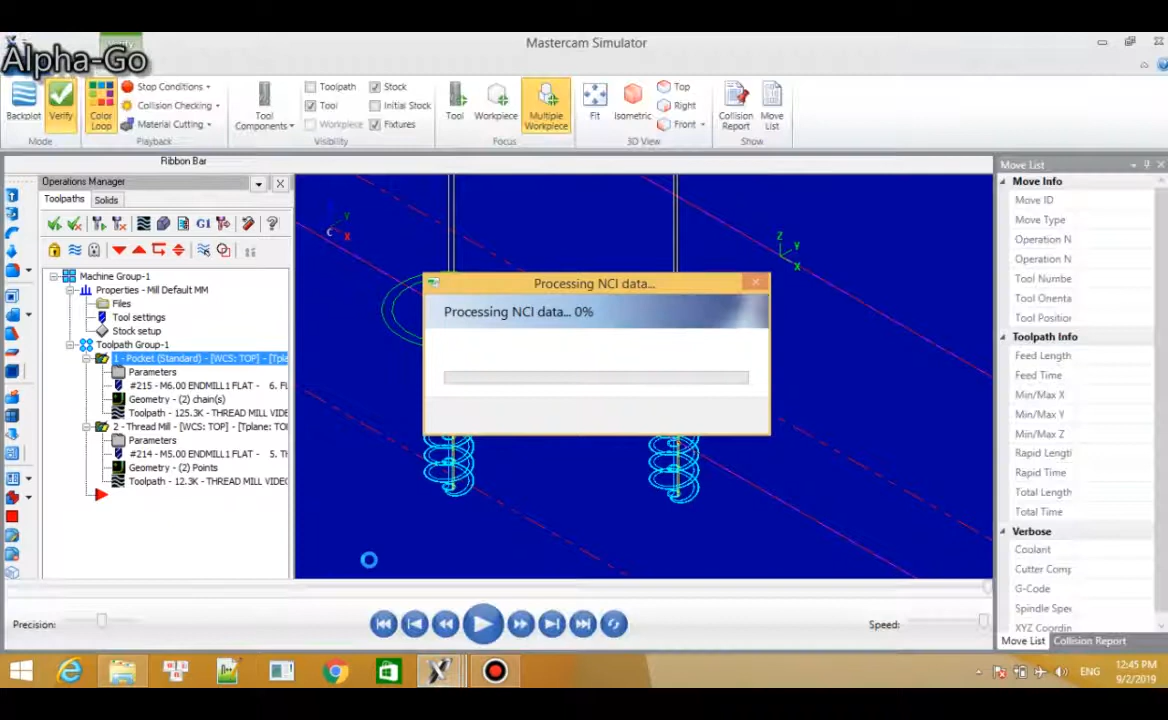 Alpha-Go
Mastercam Simulator
Backplot
Verify
Mode
Color Loop
Stop Conditions
Collision Checking
Material Cutting
Playback
Tool Components
Toolpath
Tool
Workpiece
Stock
Initial Stock
Fixtures
Visibility
Tool
Workpiece
Multiple Workpiece
Focus
Fit
Isometric
Top
Right
Front
3D View
Collision Report
Move List
Show
Ribbon Bar
Operations Manager
Toolpaths Solids
G1
Machine Group-1
Properties - Mill Default MM
Files
Tool settings
Stock setup
Toolpath Group-1
1 - Pocket (Standard) - [WCS: TOP] - [Tpla
Parameters
#215 - M6.00 ENDMILL1 FLAT - 6. FL
Geometry - (2) chain(s)
Toolpath - 125.3K - THREAD MILL VIDE
2 - Thread Mill - [WCS: TOP] - [Tplane: TO
Parameters
#214 - M5.00 ENDMILL1 FLAT - 5. T
Geometry - (2) Points
Toolpath - 12.3K - THREAD MILL VIDEO
Y
C X
Z
Y
X
Processing NCI data...
Processing NCI data... 0%
Move List
Move Info
Move ID
Move Type
Operation N
Operation N
Tool Numbe
Tool Orienta
Tool Position
Toolpath Info
Feed Length
Feed Time
Min/Max X
Min/Max Y
Min/Max Z
Rapid Length
Rapid Time
Total Length
Total Time
Verbose
Coolant
Cutter Comp
G-Code
Spindle Spee
XYZ Coordin
Move List Collision Report
Precision:
Speed:
ENG
12:45 PM
9/2/2019